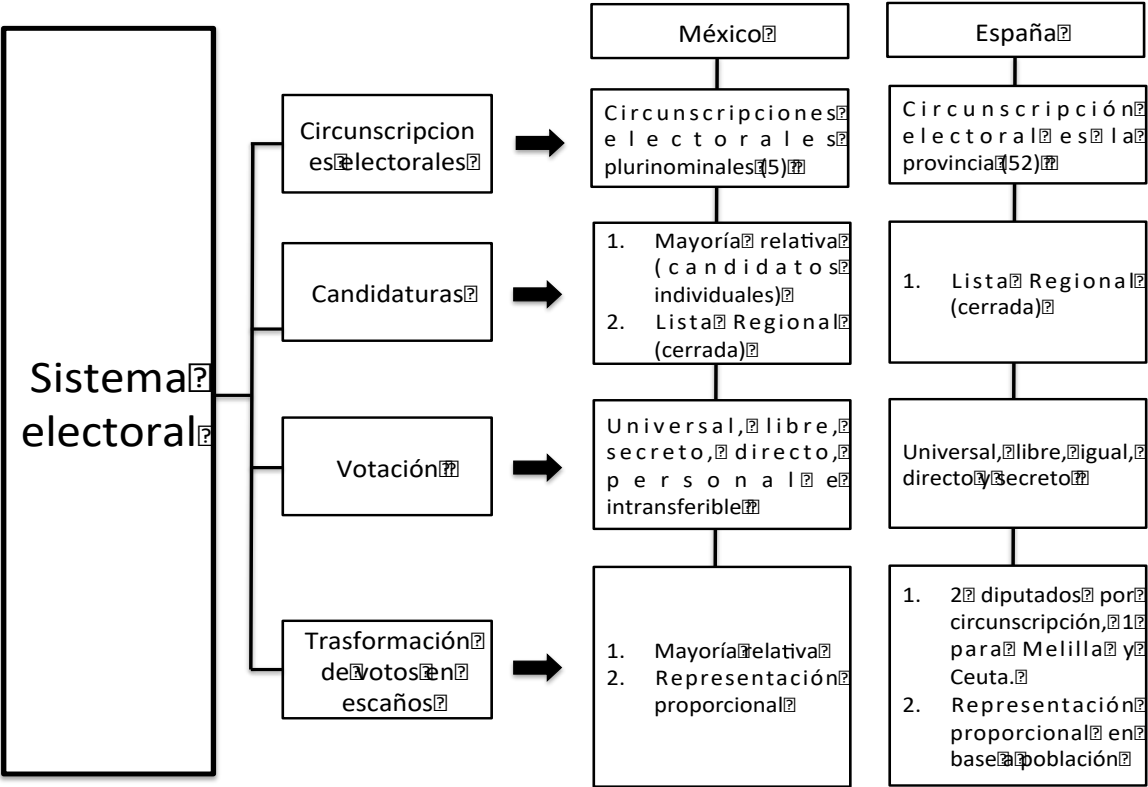 Sistema
electoral
Circunscripcion
es electorales
Candidaturas
Votación
Trasformación
de votos en
escaños
México
Circunscripciones
electorales
plurinominales (5)
1. Mayoría relativa
(candidatos
individuales)
2. Lista Regional
(cerrada)
Universal, libre,
secreto, directo,
personal e
intransferible
1. Mayoría relativa
2. Representación
proporcional
España
Circunscripción
electoral es la
provincia (52)
1. Lista Regional
(cerrada)
Universal, libre, igual,
directo y secreto
1. 2 diputados por
circunscripción, 1
para Melilla y
Ceuta.
2. Representación
proporcional en
base a población